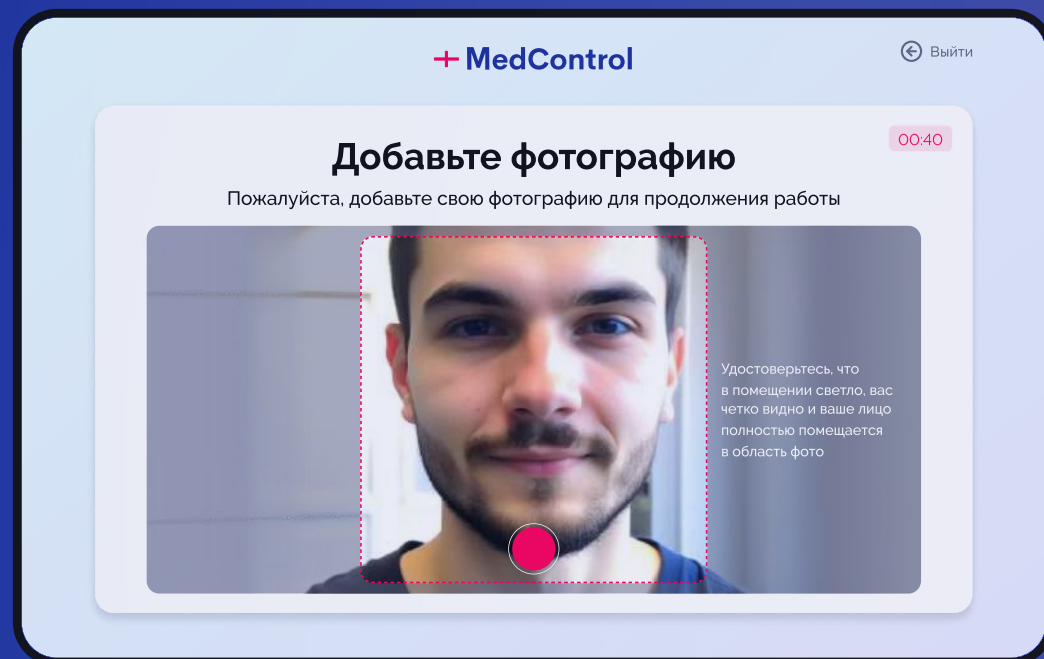 MedControl
Выйти
00:40
Добавьте фотографию
Пожалуйста, добавьте свою фотографию для продолжения работы
Удостоверьтесь, что
в помещении светло, вас
четко видно и ваше лицо
полностью помещается
в область фото